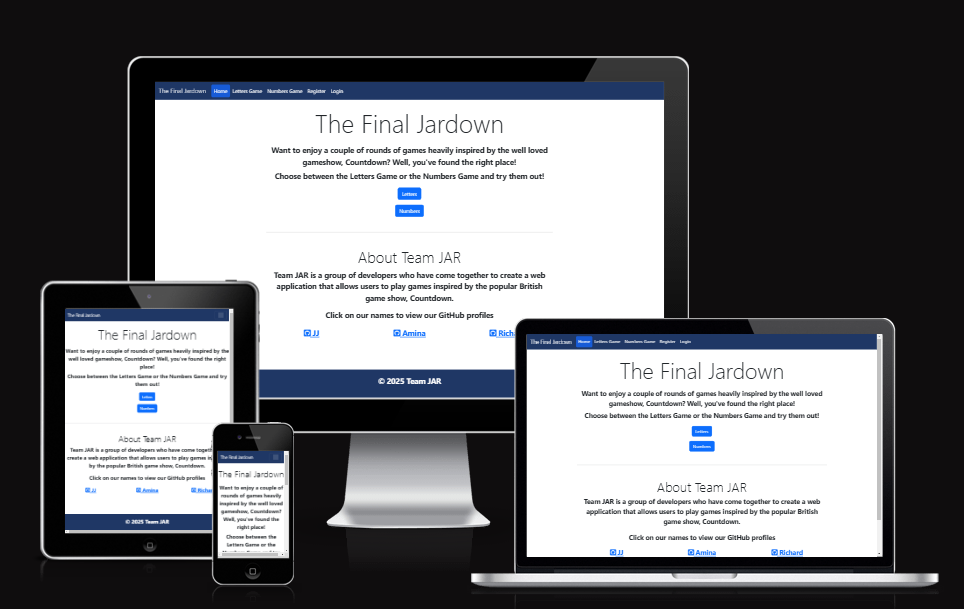 The Final Jardown Home Letters Game Numbers Game Register Login
The Final Jardown
Want to enjoy a couple of rounds of games heavily inspired by the well loved
gameshow, Countdown? Well, you've found the right place!
Choose between the Letters Game or the Numbers Game and try them out!
Letters
Numbers
About Team JAR
Team JAR is a group of developers who have come together to create a web
application that allows users to play games inspired by the popular British
game show, Countdown.
Click on our names to view our GitHub profiles
JJ Amina Rich
© 2025 Team JAR
The Final Jardown
The Final Jardown
Want to enjoy a couple of rounds of games heavily inspired by the
well loved gameshow, Countdown? Well, you've found the right
place!
Choose between the Letters Game or the Numbers Game and try
them out!
Letters
Numbers
About Team JAR
Team JAR is a group of developers who have come together to
create a web application that allows users to play games inspired
by the popular British game show, Countdown.
Click on our names to view our GitHub profiles
JJ Amina Richa
© 2025 Team JAR
The Final Jardown
The Final Jardown
Want to enjoy a couple of
rounds of games heavily
inspired by the well loved
gameshow, Countdown?
Well, you've found the
right place!
Choose between the
Letters Game or the
The Final Jardown Home Letters Game Numbers Game Register Login
The Final Jardown
Want to enjoy a couple of rounds of games heavily inspired by the well loved
gameshow, Countdown? Well, you've found the right place!
Choose between the Letters Game or the Numbers Game and try them out!
Letters
Numbers
About Team JAR
Team JAR is a group of developers who have come together to create a web
application that allows users to play games inspired by the popular British
game show, Countdown.
Click on our names to view our GitHub profiles
JJ Amina Richard